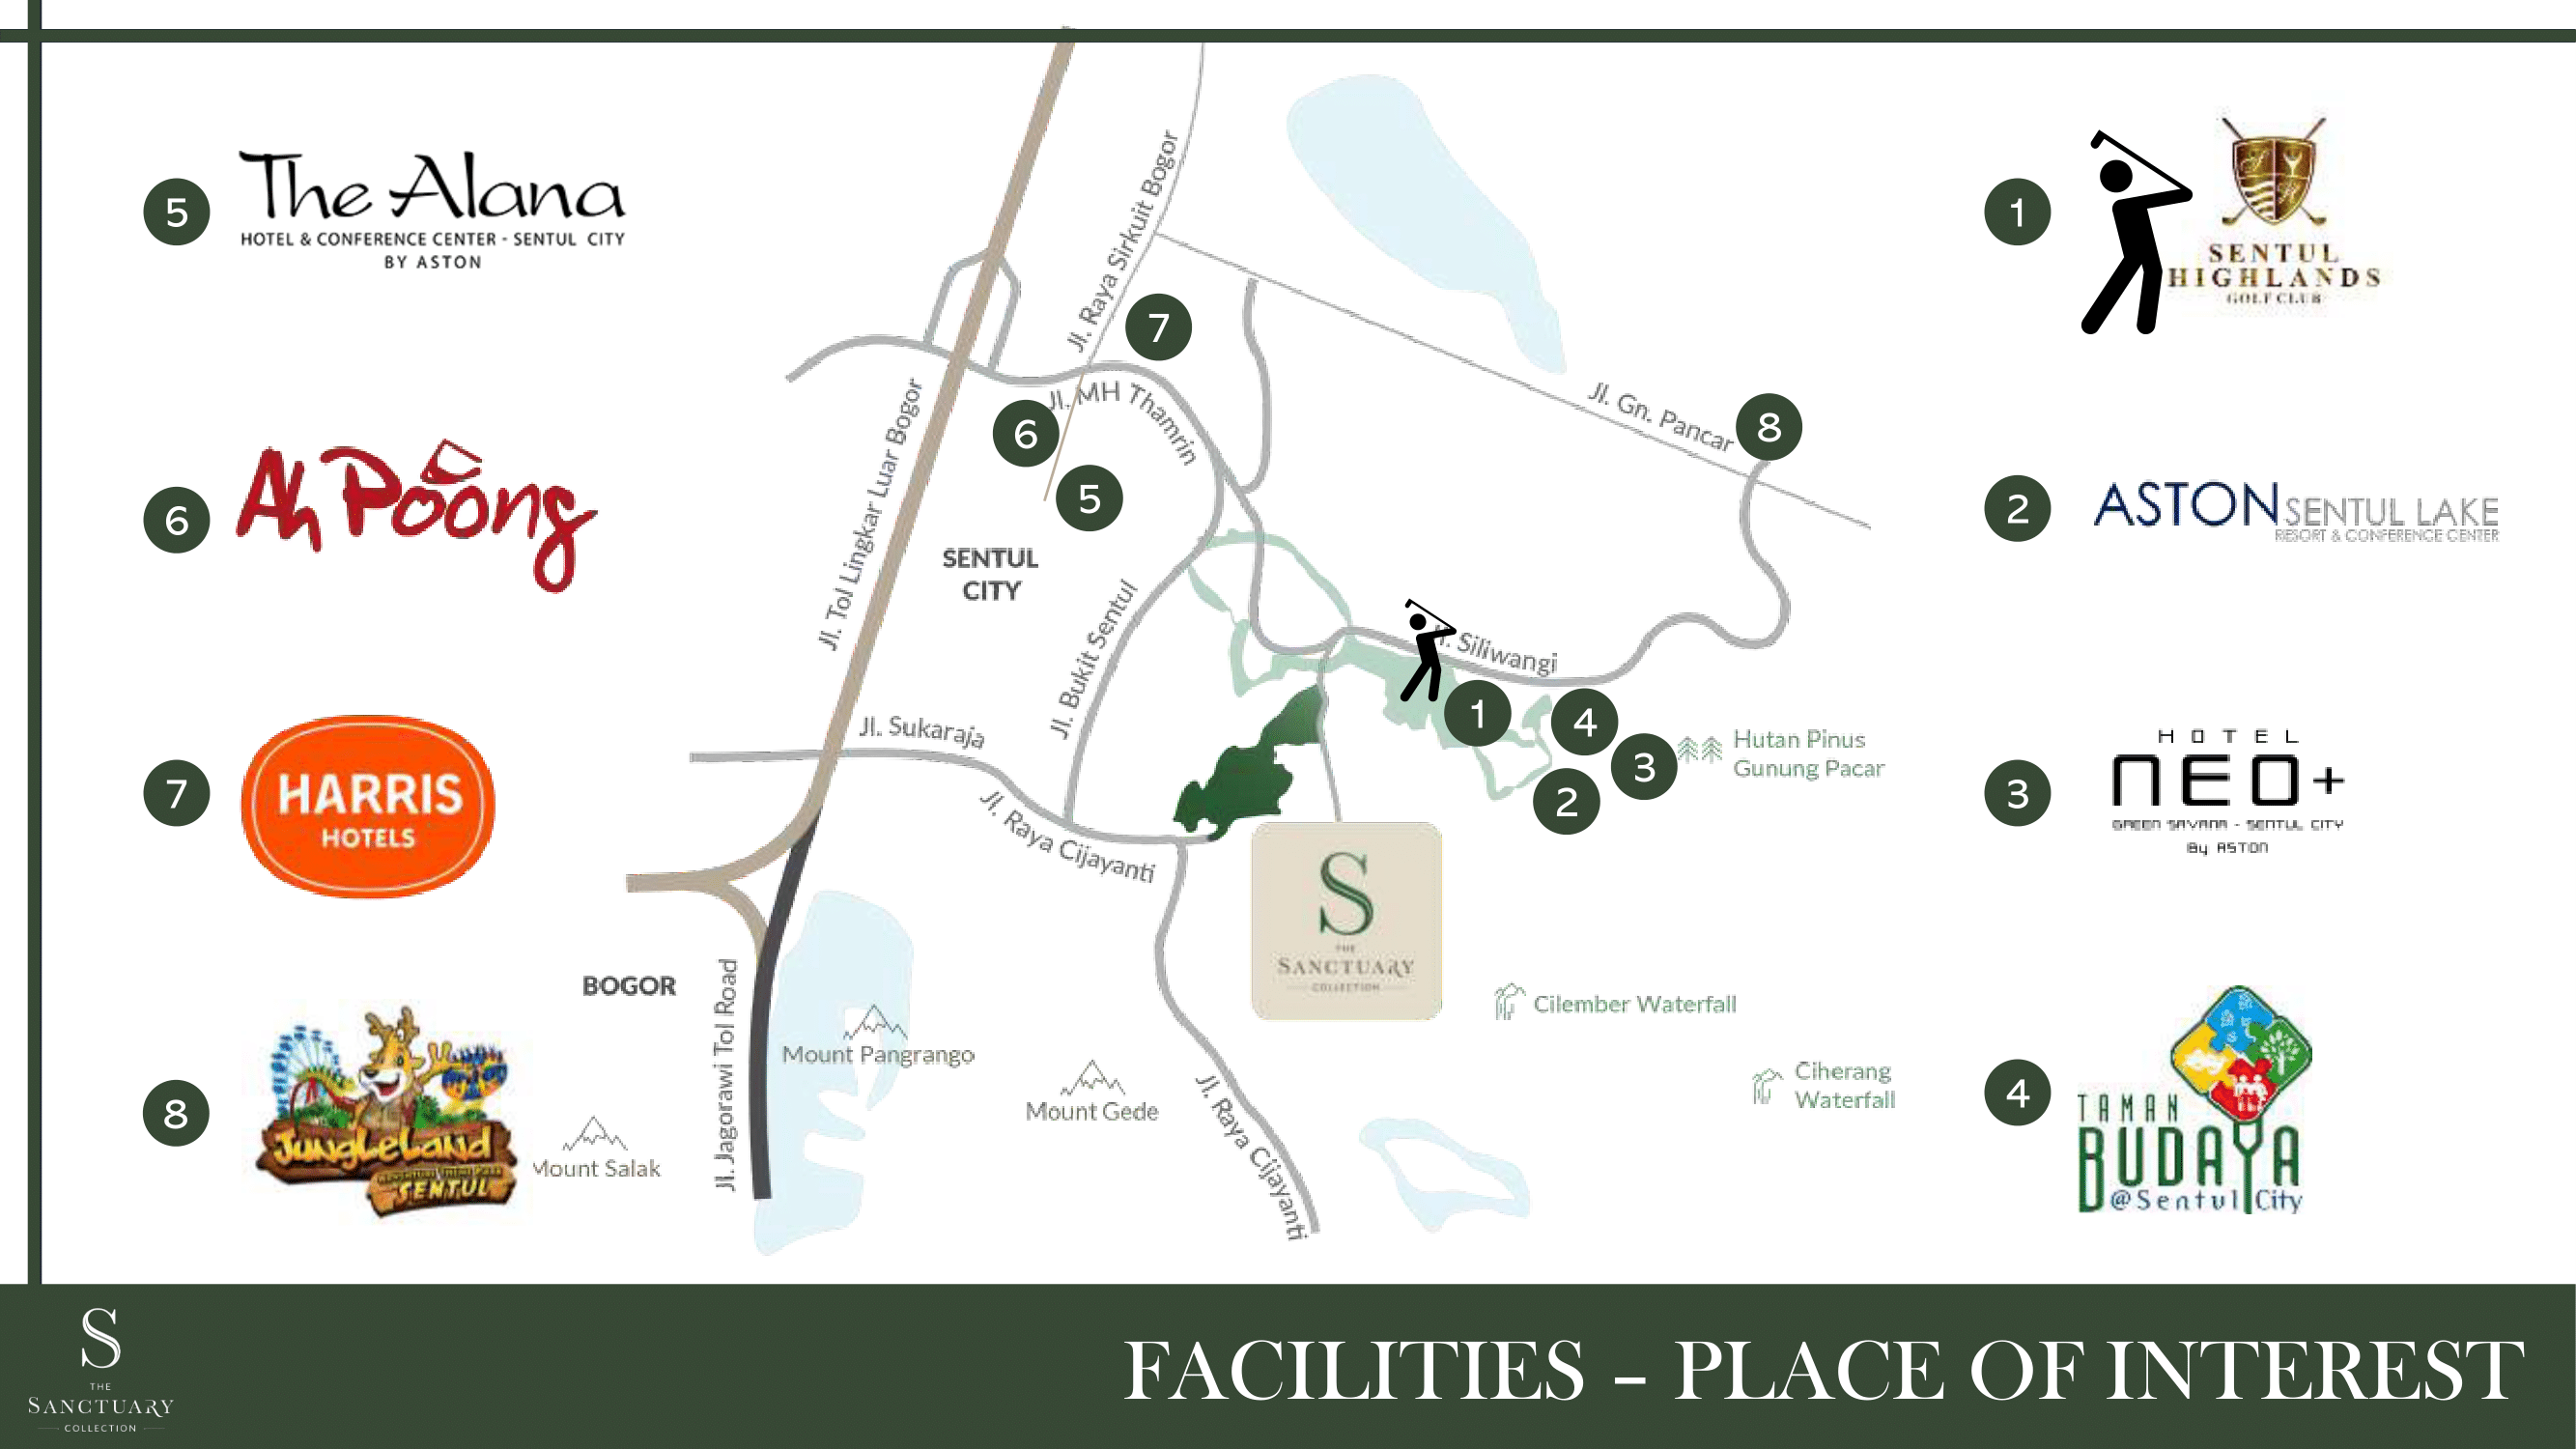 5
The Alana
HOTEL & CONFERENCE CENTER - SENTUL CITY
BY ASTON
6
Ah Poong
7
HARRIS
HOTELS
8
JUNGLELAND
ADVENTURE THEME PARK
SENTUL
Jl. Tol Lingkar Luar Bogor
Jl. Raya Sirkuit Bogor
7
Jl. MH Thamrin
6
5
SENTUL
CITY
Jl. Gn. Pancar
8
Jl. Bukit Sentul
Jl. Siliwangi
1
4
3
2
Hutan Pinus
Gunung Pacar
Jl. Sukaraja
Jl. Raya Cijayanti
S
THE
SANCTUARY
COLLECTION
BOGOR
Jl. Jagorawi Tol Road
Mount Pangrango
Mount Gede
Mount Salak
Jl. Raya Cijayanti
Cilember Waterfall
Ciherang
Waterfall
1
SENTUL
HIGHLANDS
GOLF CLUB
2
ASTON SENTUL LAKE
RESORT & CONFERENCE CENTER
3
HOTEL
NEO+
GREEN SAVANA - SENTUL CITY
By ASTON
4
TAMAN
BUDAYA
@Sentul City
S
THE
SANCTUARY
COLLECTION
FACILITIES – PLACE OF INTEREST